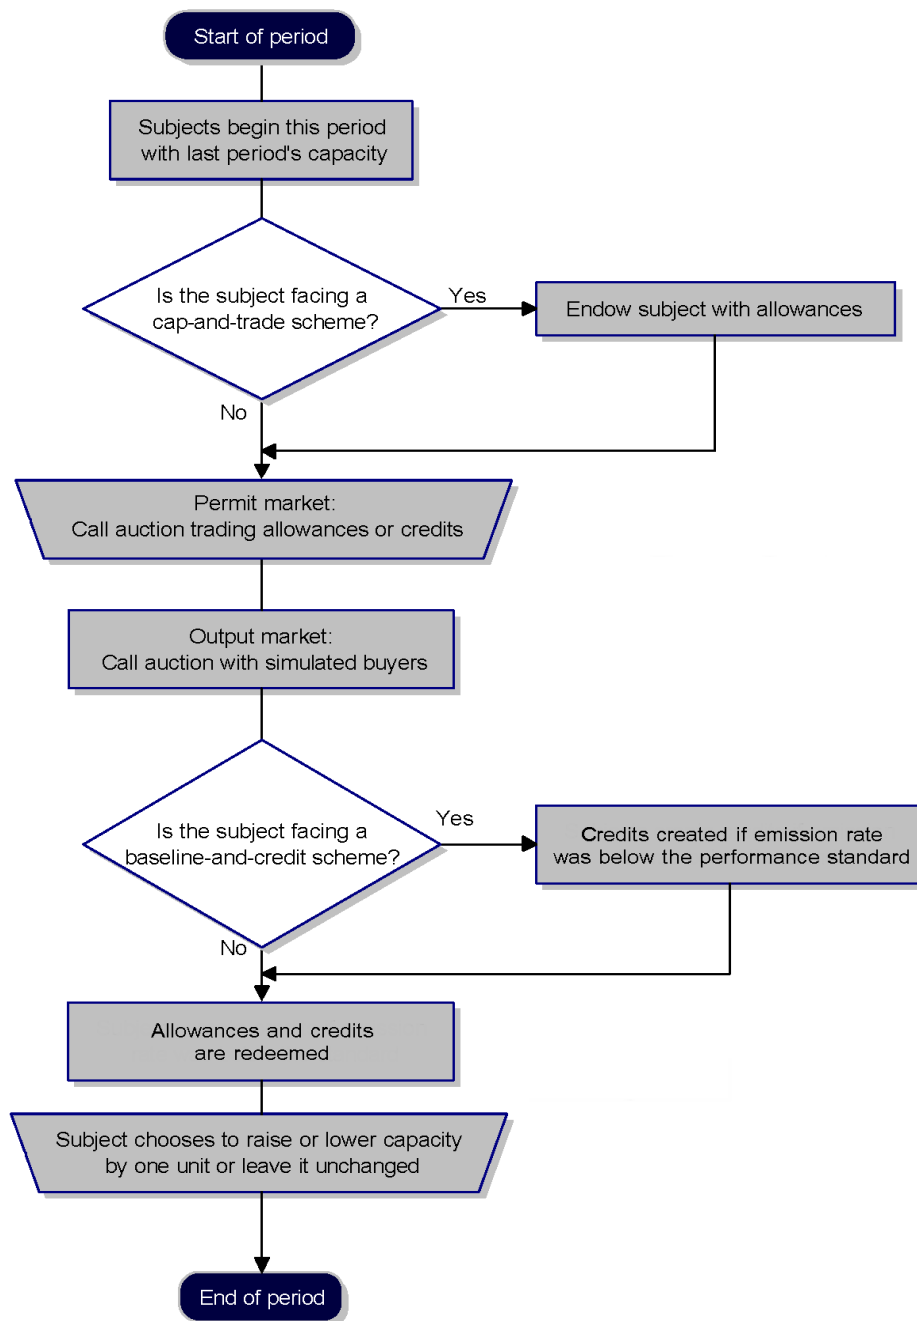 Start of period
Subjects begin this period
with last period's capacity
Is the subject facing a
cap-and-trade scheme?
Yes
Endow subject with allowances
No
Permit market:
Call auction trading allowances or credits
Output market:
Call auction with simulated buyers
Is the subject facing a
baseline-and-credit scheme?
Yes
Credits created if emission rate
was below the performance standard
No
Allowances and credits
are redeemed
Subject chooses to raise or lower capacity
by one unit or leave it unchanged
End of period